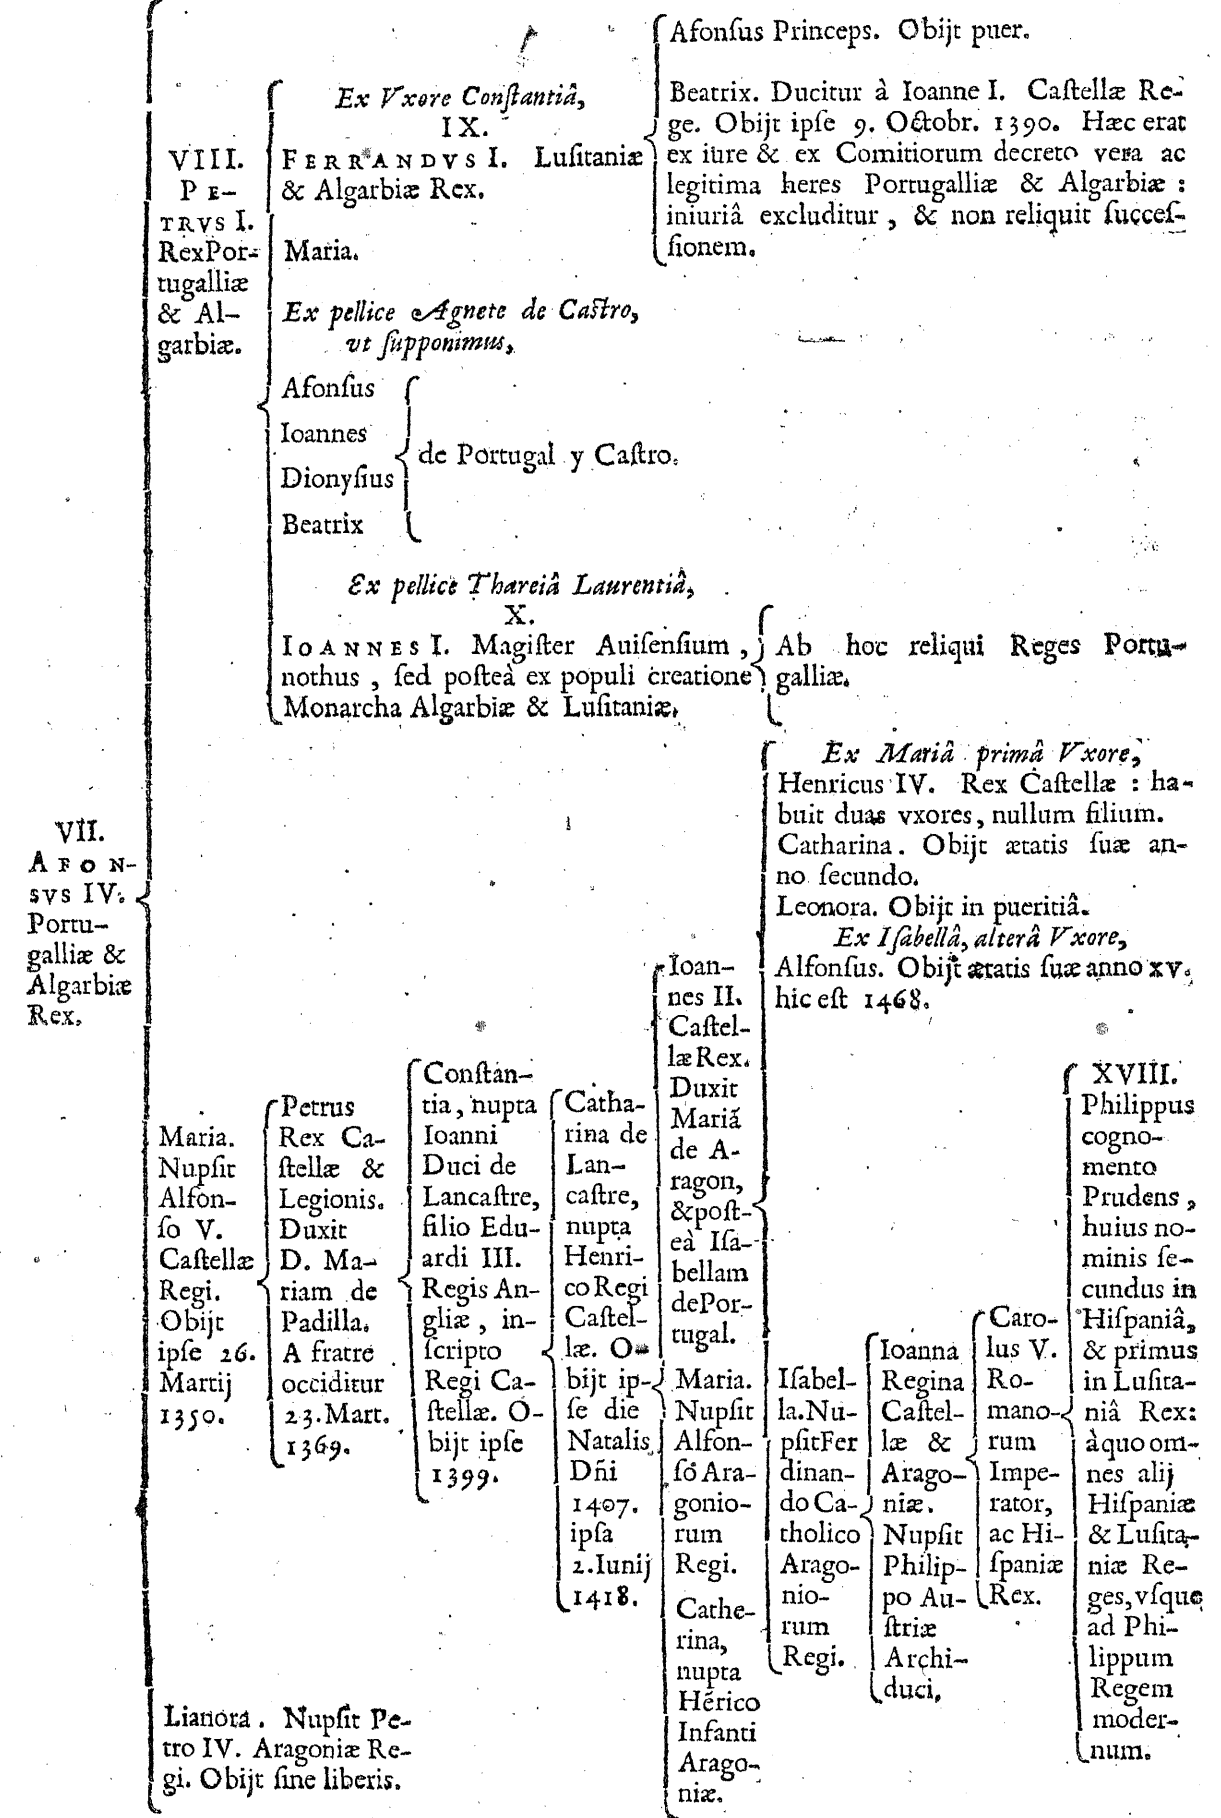 VII.
AFON-
SVS IV.
Portu-
galliæ &
Algarbiæ
Rex.
VIII.
PE-
TRVS I.
RexPor-
tugalliæ
& Al-
garbiæ.
Ex Vxore Conſtantiâ,
IX.
FERRANDVS I. Luſitaniæ
& Algarbiæ Rex.
Afonſus Princeps. Obijt puer.
Beatrix. Ducitur à Ioanne I. Caſtellæ Re-
ge. Obijt ipſe 9. Octobr. 1390. Hæc erat
ex iure & ex Comitiorum decreto vera ac
legitima heres Portugalliæ & Algarbiæ :
iniuriâ excluditur , & non reliquit ſucceſ-
ſionem.
Maria.
Ex pellice Agnete de Caſtro,
vt ſupponimus,
Afonſus
Ioannes
Dionyſius
Beatrix
de Portugal y Caſtro.
Ex pellice Thareiâ Laurentiâ,
X.
IOANNES I. Magiſter Auiſenſium ,
nothus , ſed poſteà ex populi creatione
Monarcha Algarbiæ & Luſitaniæ.
Ab hoc reliqui Reges Portu-
galliæ.
Maria.
Nupſit
Alfon-
ſo V.
Caſtellæ
Regi.
Obijt
ipſe 26.
Martij
1350.
Petrus
Rex Ca-
ſtellæ &
Legionis.
Duxit
D. Ma-
riam de
Padilla.
A fratre
occiditur
23.Mart.
1369.
Conſtan-
tia, nupta
Ioanni
Duci de
Lancaſtre,
filio Edu-
ardi III.
Regis An-
gliæ , in-
ſcripto
Regi Ca-
ſtellæ. O-
bijt ipſe
1399.
Catha-
rina de
Lan-
caſtre,
nupta
Henri-
co Regi
Caſtel-
læ. O-
bijt ip-
ſe die
Natalis
Dñi
1407.
ipſa
2.Iunij
1418.
Ioan-
nes II.
Caſtel-
læRex.
Duxit
Mariā
de A-
ragon,
&poſt-
eà Iſa-
bellam
dePor-
tugal.
Ex Mariâ primâ Vxore,
Henricus IV. Rex Caſtellæ : ha-
buit duas vxores, nullum filium.
Catharina. Obijt ætatis ſuæ an-
no ſecundo.
Leonora. Obijt in pueritiâ.
Ex Iſabellâ, alterâ Vxore,
Alfonſus. Obijt ætatis ſuæ anno xv.
hic eſt 1468.
Iſabel-
la.Nu-
pſitFer
dinan-
do Ca-
tholico
Arago-
nio-
rum
Regi.
Ioanna
Regina
Caſtel-
læ &
Arago-
niæ.
Nupſit
Philip-
po Au-
ſtriæ
Archi-
duci,
Caro-
lus V.
Ro-
mano-
rum
Impe-
rator,
ac Hi-
ſpaniæ
Rex.
XVIII.
Philippus
cogno-
mento
Prudens ,
huius no-
minis ſe-
cundus in
Hiſpaniâ,
& primus
in Luſita-
niâ Rex:
àquo om-
nes alij
Hiſpaniæ
& Luſita-
niæ Re-
ges,vſque
ad Phi-
lippum
Regem
moder-
num.
Maria.
Nupſit
Alfon-
ſo Ara-
gonio-
rum
Regi.
Cathe-
rina,
nupta
Hērico
Infanti
Arago-
niæ.
Lianora . Nupſit Pe-
tro IV. Aragoniæ Re-
gi. Obijt ſine liberis.